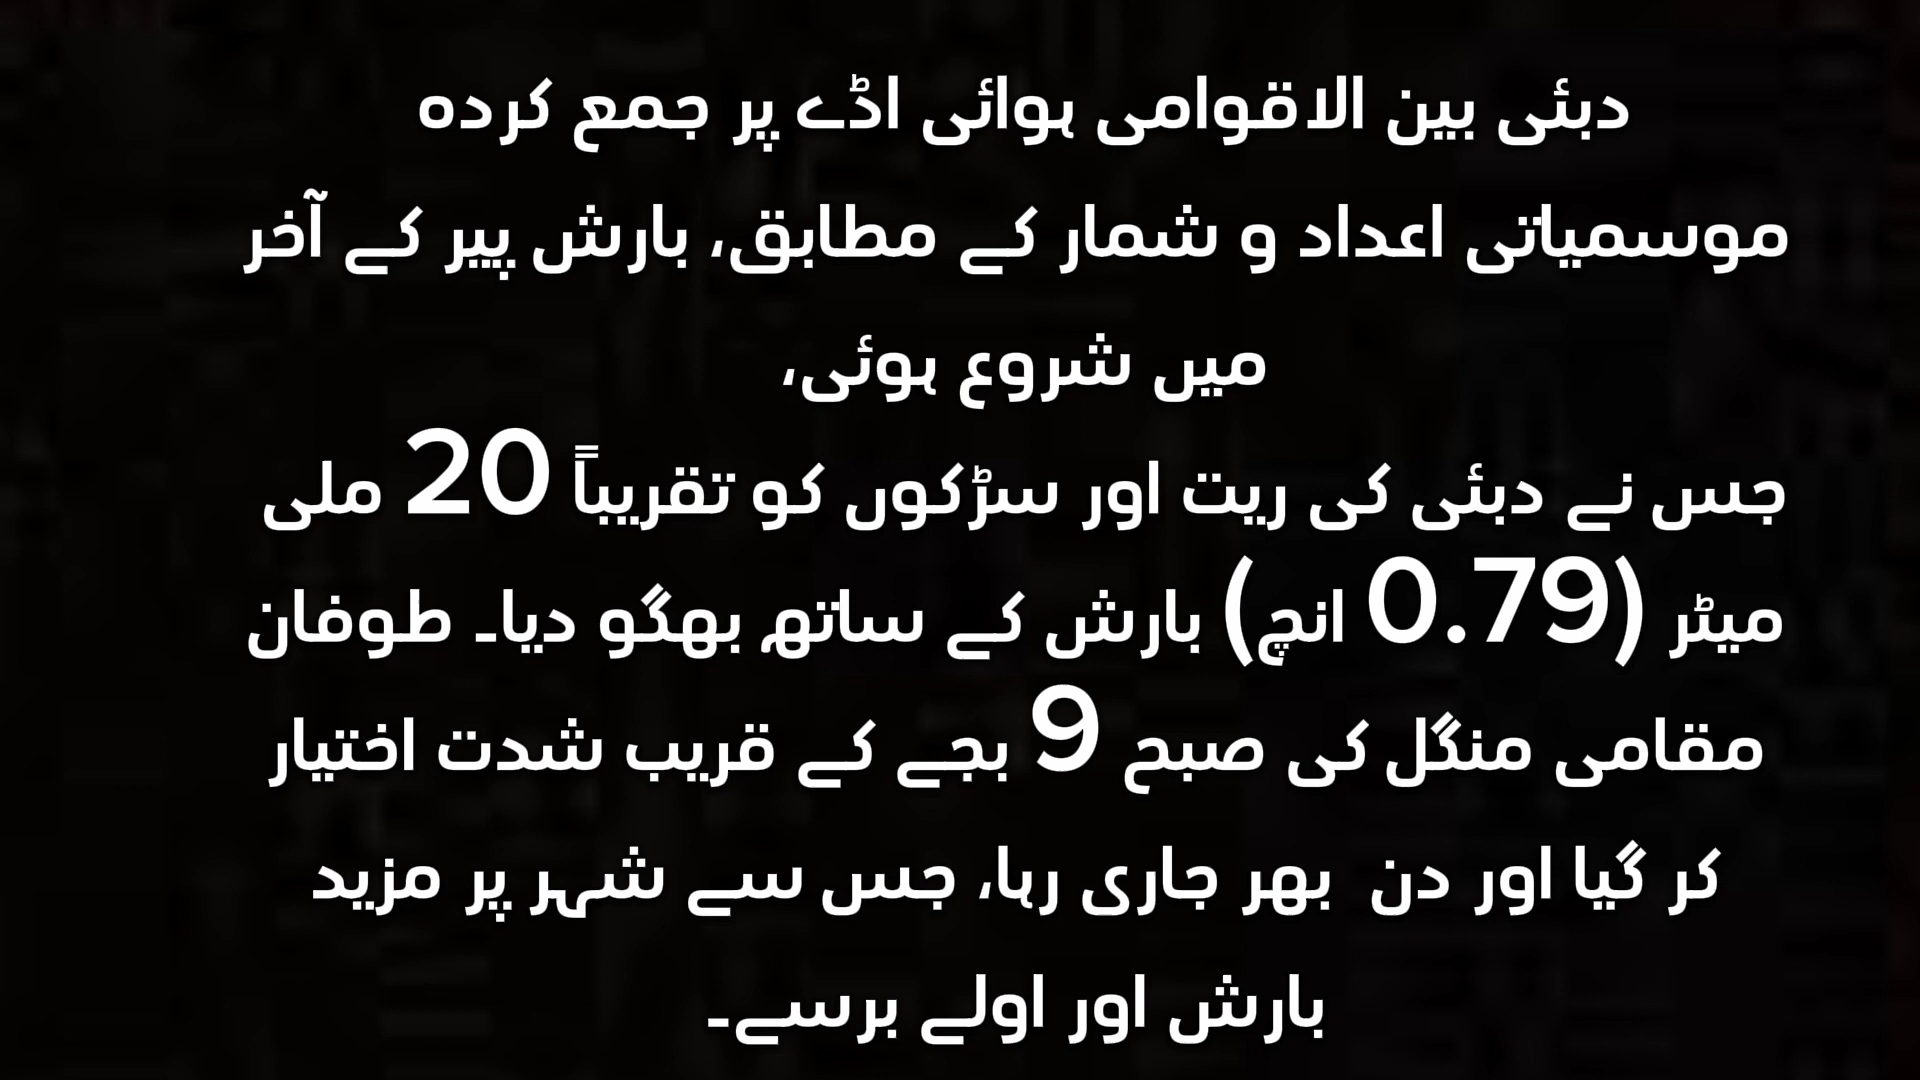 دبئی بین الاقوامی ہوائی اڈے پر جمع کردہ
موسمیاتی اعداد و شمار کے مطابق، بارش پیر کے آخر
میں شروع ہوئی،
جس نے دبئی کی ریت اور سڑکوں کو تقریباً 20 ملی
میٹر (0.79 انچ) بارش کے ساتھ بھگو دیا۔ طوفان
مقامی منگل کی صبح 9 بجے کے قریب شدت اختیار
کر گیا اور دن بھر جاری رہا، جس سے شہر پر مزید
بارش اور اولے برسے۔